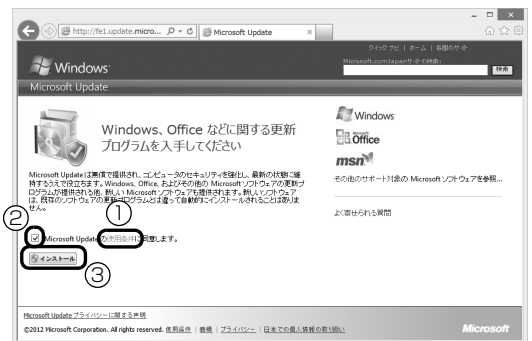 http://fe1.update.micro...
Microsoft Update
クイック ナビ | ホーム | 各国のサイト
Microsoft.com Japan サイトの検索:
検索
Windows
Microsoft Update
Windows、Office などに関する更新
プログラムを入手してください
Microsoft Update は無償で提供され、コンピュータのセキュリティを強化し、最新の状態に維
持するうえで役立ちます。Windows、Office、およびその他の Microsoft ソフトウェアの更新プ
ログラムが提供される他、新しい Microsoft ソフトウェアも提供されます。新しいソフトウェア
は、既存のソフトウェアの更新プログラムとは違って自動的にインストールされることはありま
せん。
①
②
Microsoft Update の使用条件に同意します。
インストール
③
Windows
Office
msn
その他のサポート対象の Microsoft ソフトウェアを参照...
よく寄せられる質問
Microsoft Update プライバシーに関する声明
©2012 Microsoft Corporation. All rights reserved. 使用条件 | 商標 | プライバシー | 日本での個人情報の取り扱い
Microsoft